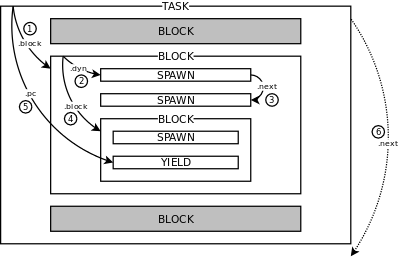 TASK
BLOCK
1
.block
BLOCK
.dyn
2
SPAWN
.next
3
SPAWN
.pc
5
.block
4
BLOCK
SPAWN
YIELD
6
.next
BLOCK